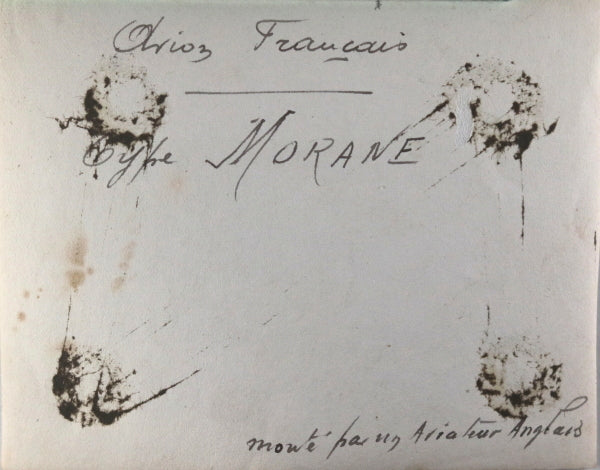 Avion Français
Type MORANE
monté par un Aviateur Anglais